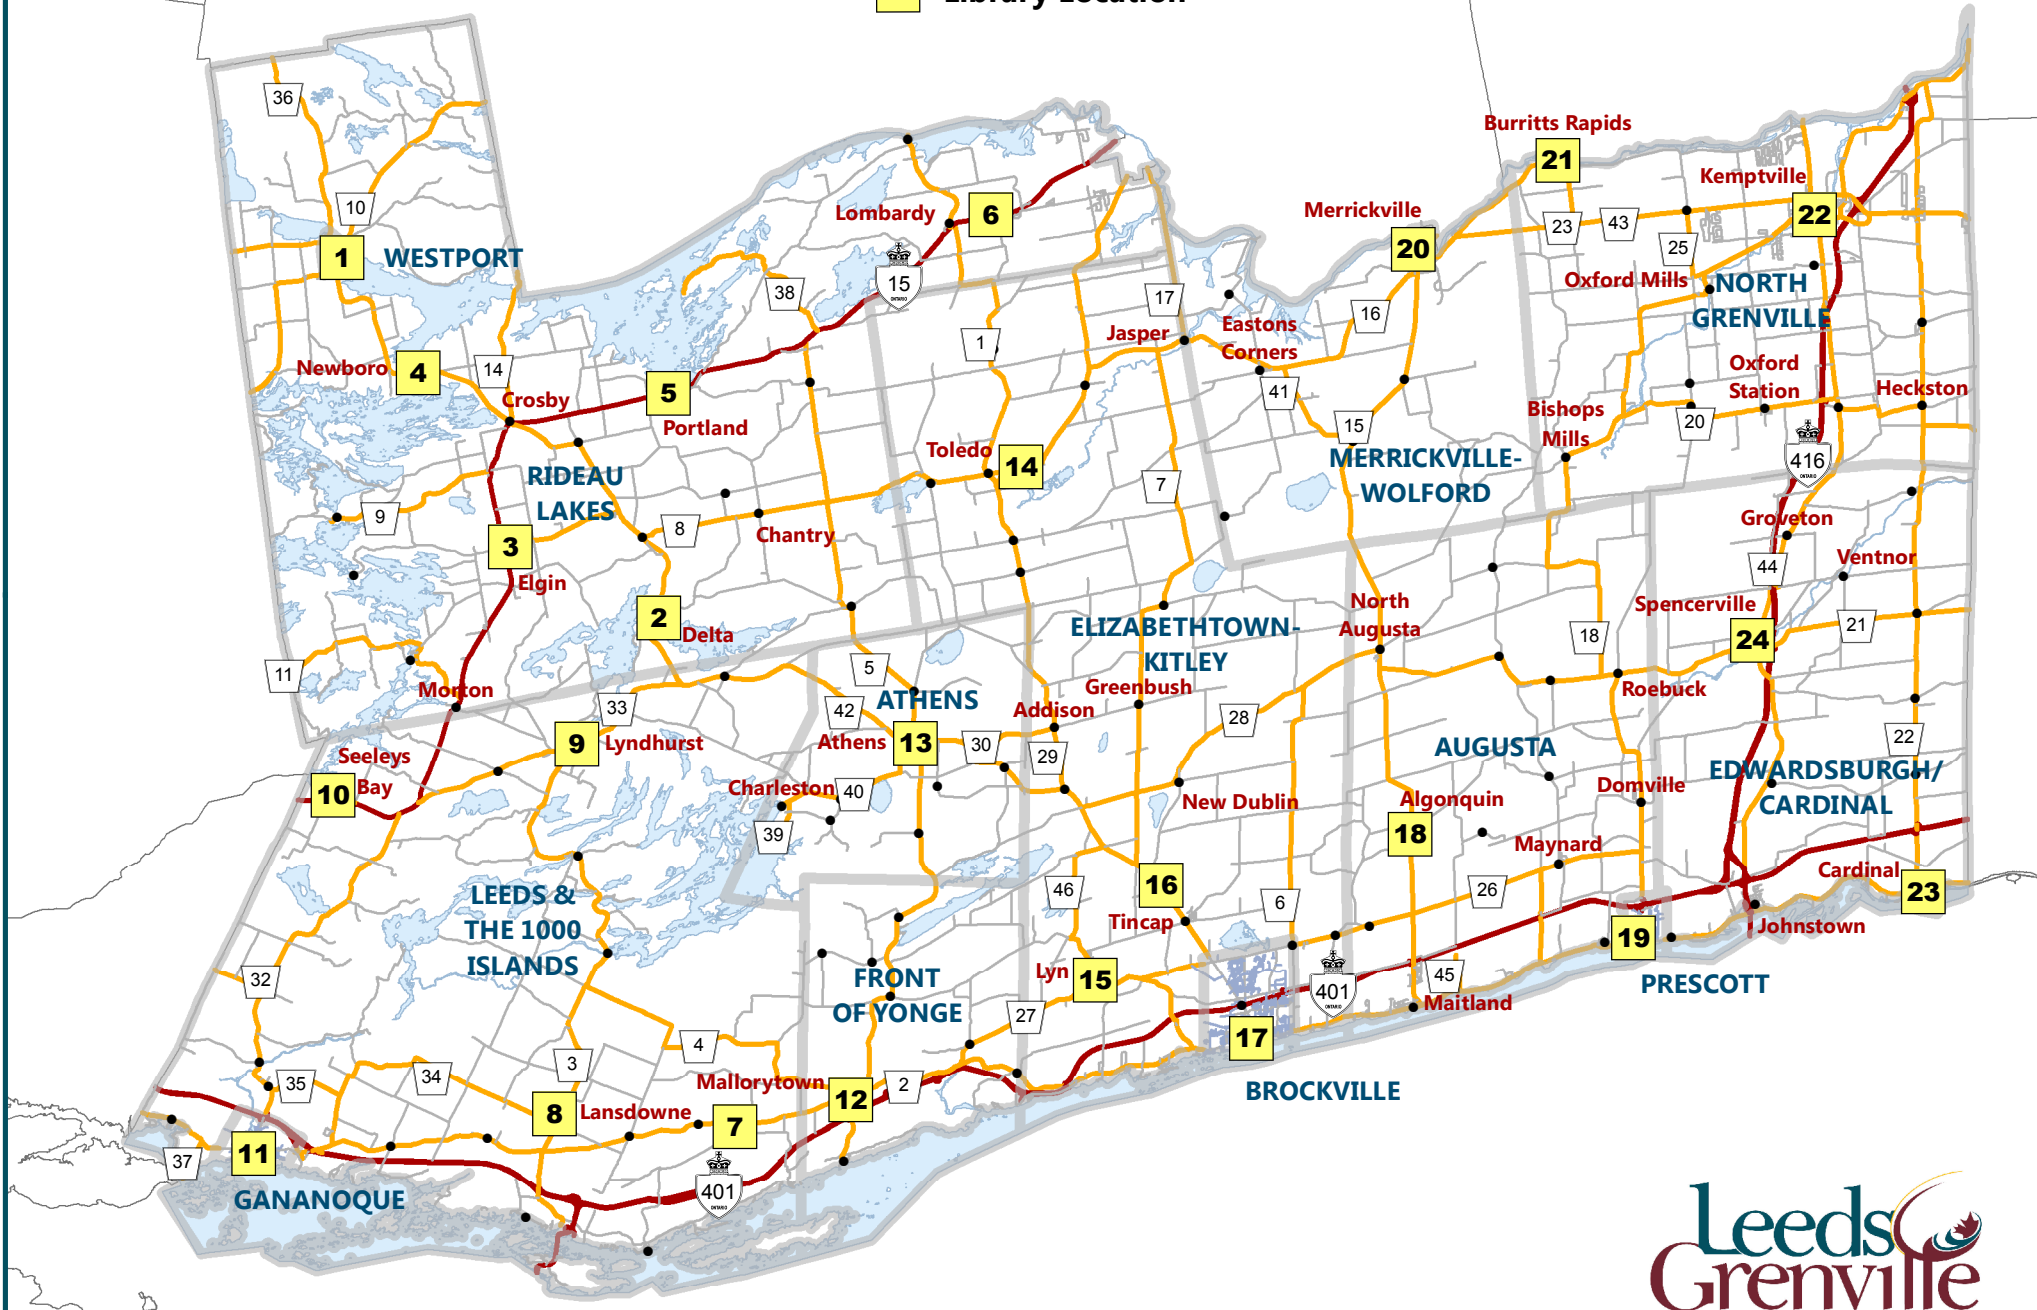 Library Location
36
Burritts Rapids
21
Kemptville
10
Lombardy
6
Merrickville
22
23
43
25
1
WESTPORT
20
15
ONTARIO
38
17
Oxford Mills
NORTH
GRENVILLE
16
1
Jasper
Eastons
Corners
Newboro
4
14
5
Crosby
Portland
41
Oxford
Station
Heckston
Bishops
Mills
20
15
Toledo
14
MERRICKVILLE-
WOLFORD
416
ONTARIO
RIDEAU
LAKES
7
9
8
Chantry
Groveton
3
Elgin
44
Ventnor
2
Delta
North
Augusta
Spencerville
24
21
ELIZABETHTOWN-
KITLEY
18
11
5
Morton
33
42
ATHENS
Greenbush
Roebuck
Addison
28
9
Lyndhurst
Athens
13
30
29
AUGUSTA
22
Seeleys
Bay
10
Charleston
40
New Dublin
Algonquin
Domville
EDWARDSBURGH/
CARDINAL
39
18
Maynard
16
46
6
26
Cardinal
23
Tincap
LEEDS &
THE 1000
ISLANDS
19
Johnstown
32
FRONT
OF YONGE
Lyn
15
401
ONTARIO
45
Maitland
PRESCOTT
27
17
4
3
35
34
Mallorytown
12
2
BROCKVILLE
8
Lansdowne
7
11
37
401
ONTARIO
GANANOQUE
Leeds
Grenville